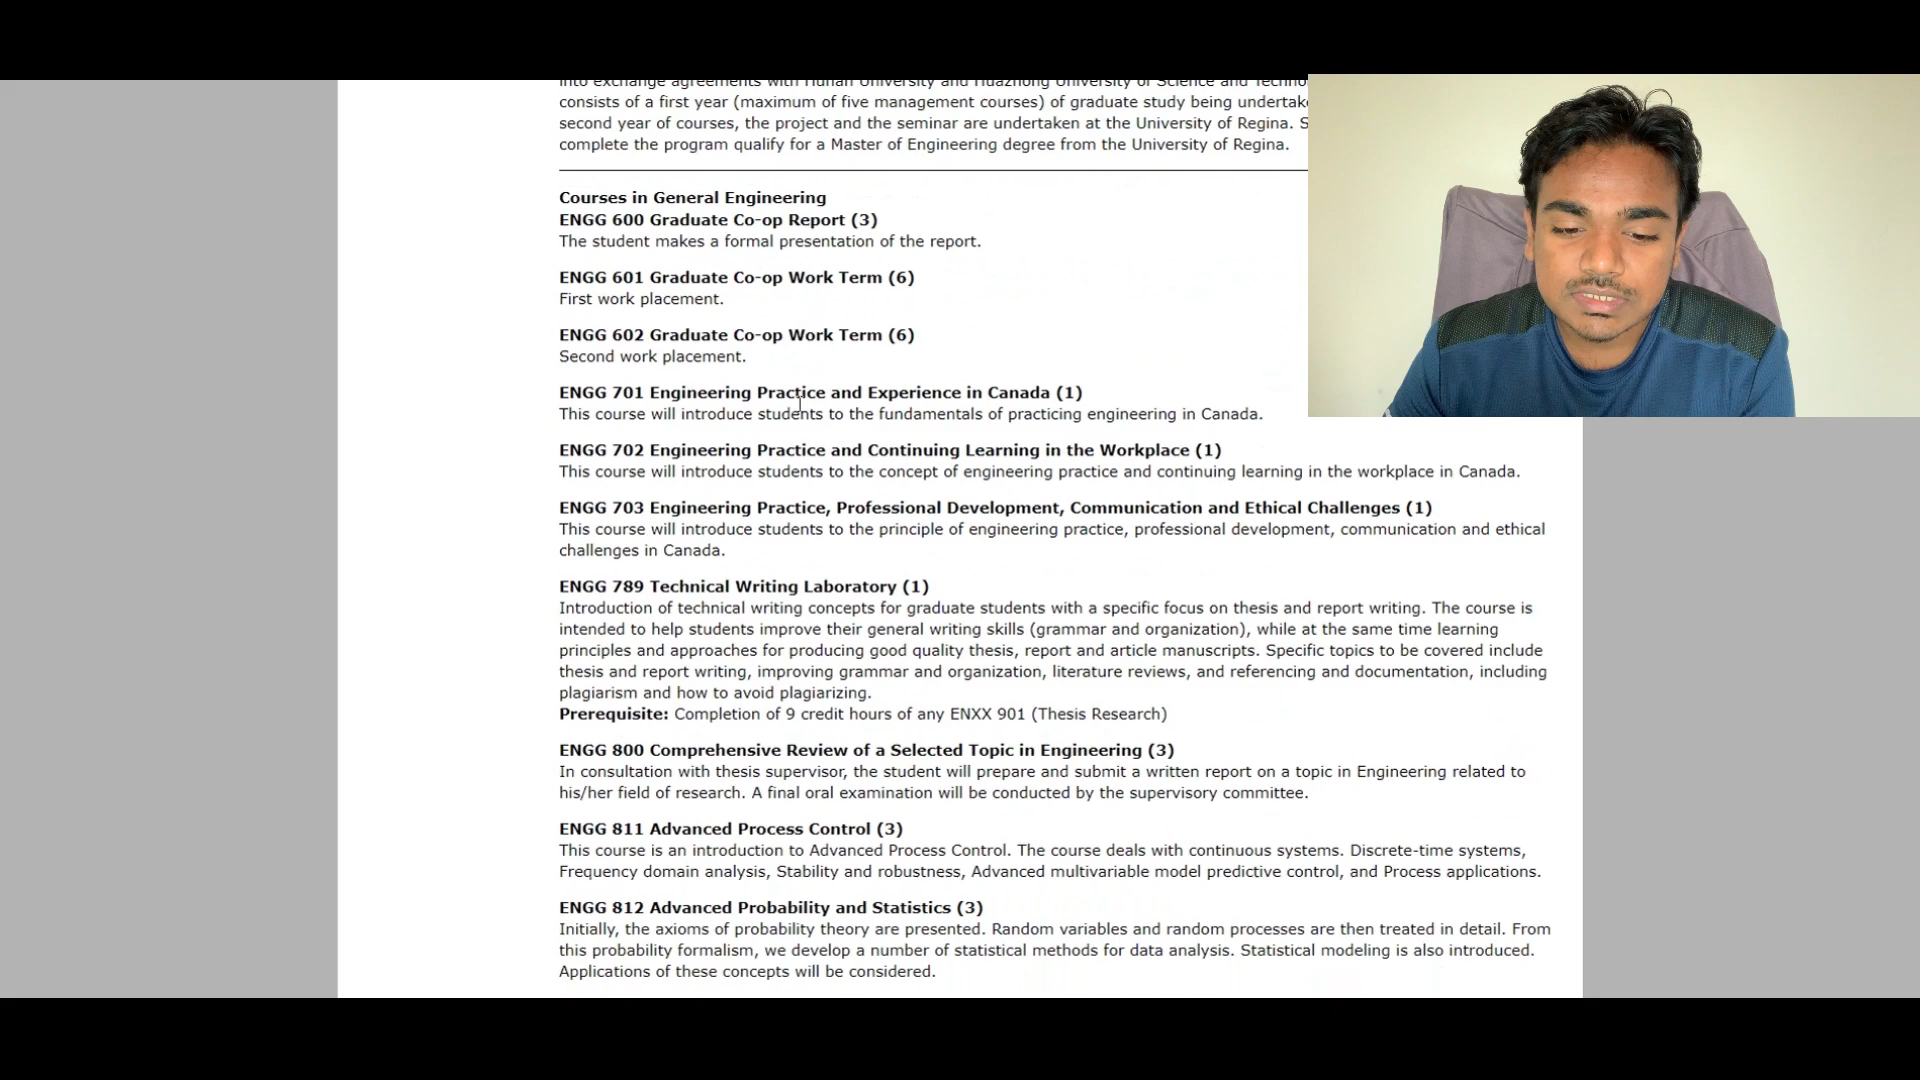 into exchange agreements with Hunan University and Huazhong University of Science and Techno
consists of a first year (maximum of five management courses) of graduate study being undertak
second year of courses, the project and the seminar are undertaken at the University of Regina. S
complete the program qualify for a Master of Engineering degree from the University of Regina.
Courses in General Engineering
ENGG 600 Graduate Co-op Report (3)
The student makes a formal presentation of the report.
ENGG 601 Graduate Co-op Work Term (6)
First work placement.
ENGG 602 Graduate Co-op Work Term (6)
Second work placement.
ENGG 701 Engineering Practice and Experience in Canada (1)
This course will introduce students to the fundamentals of practicing engineering in Canada.
ENGG 702 Engineering Practice and Continuing Learning in the Workplace (1)
This course will introduce students to the concept of engineering practice and continuing learning in the workplace in Canada.
ENGG 703 Engineering Practice, Professional Development, Communication and Ethical Challenges (1)
This course will introduce students to the principle of engineering practice, professional development, communication and ethical
challenges in Canada.
ENGG 789 Technical Writing Laboratory (1)
Introduction of technical writing concepts for graduate students with a specific focus on thesis and report writing. The course is
intended to help students improve their general writing skills (grammar and organization), while at the same time learning
principles and approaches for producing good quality thesis, report and article manuscripts. Specific topics to be covered include
thesis and report writing, improving grammar and organization, literature reviews, and referencing and documentation, including
plagiarism and how to avoid plagiarizing.
Prerequisite: Completion of 9 credit hours of any ENXX 901 (Thesis Research)
ENGG 800 Comprehensive Review of a Selected Topic in Engineering (3)
In consultation with thesis supervisor, the student will prepare and submit a written report on a topic in Engineering related to
his/her field of research. A final oral examination will be conducted by the supervisory committee.
ENGG 811 Advanced Process Control (3)
This course is an introduction to Advanced Process Control. The course deals with continuous systems. Discrete-time systems,
Frequency domain analysis, Stability and robustness, Advanced multivariable model predictive control, and Process applications.
ENGG 812 Advanced Probability and Statistics (3)
Initially, the axioms of probability theory are presented. Random variables and random processes are then treated in detail. From
this probability formalism, we develop a number of statistical methods for data analysis. Statistical modeling is also introduced.
Applications of these concepts will be considered.